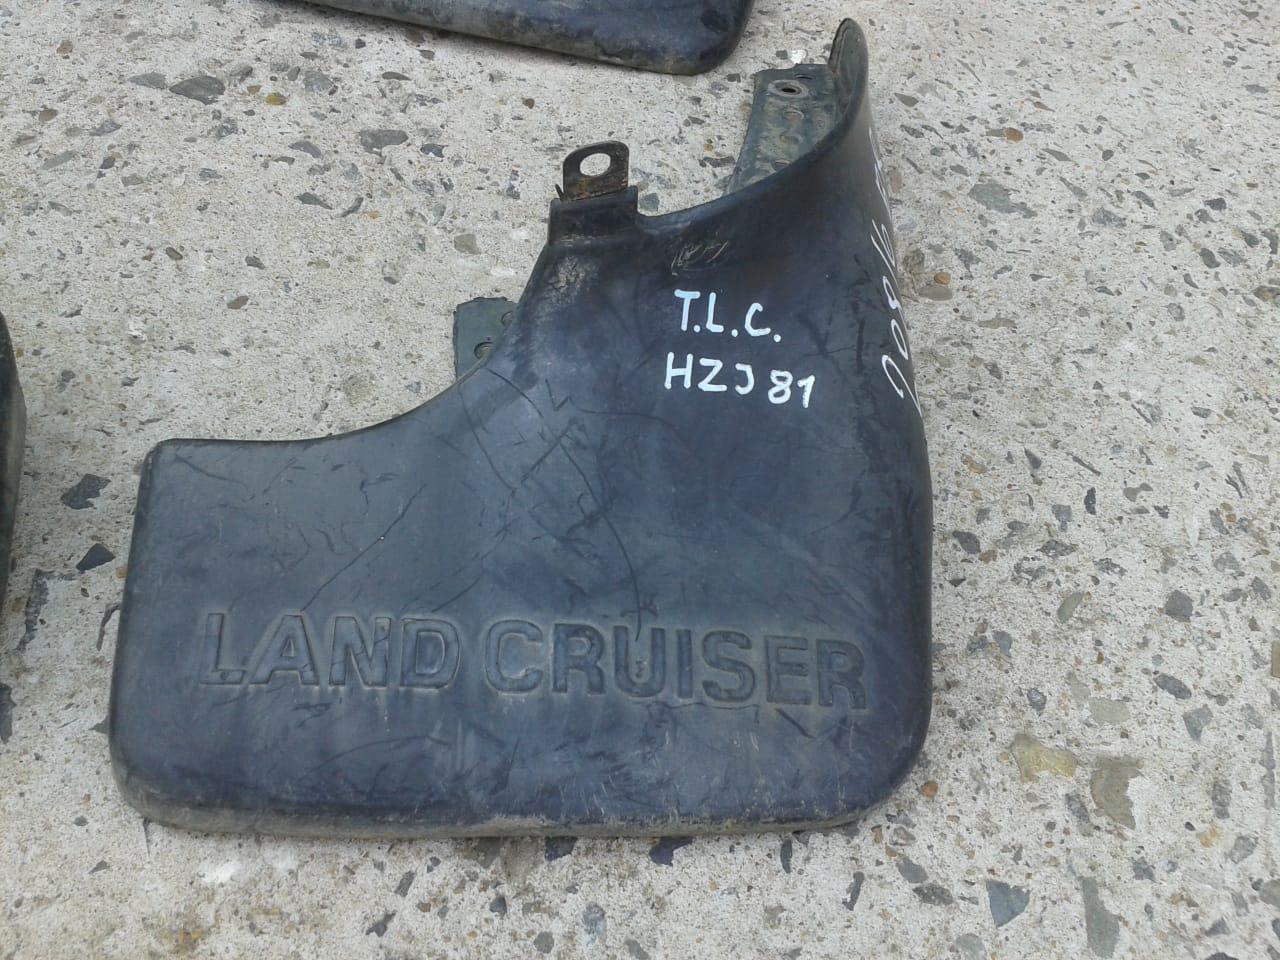 T.L.C.
HZJ 81
LAND CRUISER